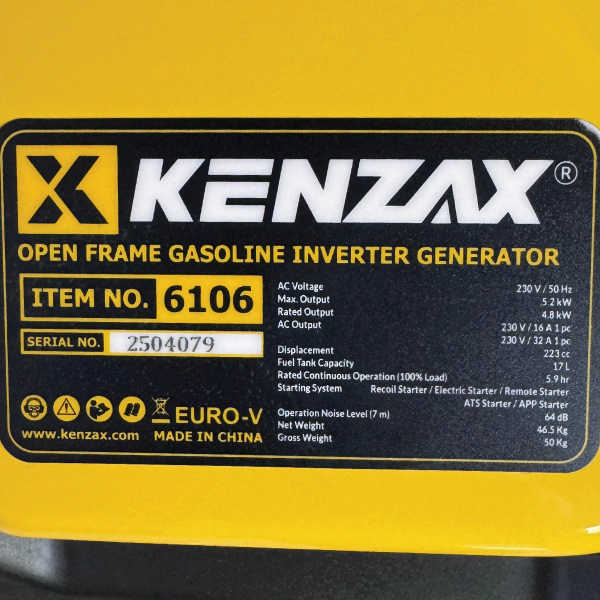 KENZAX®
OPEN FRAME GASOLINE INVERTER GENERATOR
ITEM NO. 6106
SERIAL NO. 2504079
EURO-V
www.kenzax.com MADE IN CHINA
AC Voltage 230 V / 50 Hz
Max. Output 5.2 kW
Rated Output 4.8 kW
AC Output 230 V / 16 A 1 pc
230 V / 32 A 1 pc
Displacement 223 cc
Fuel Tank Capacity 17 L
Rated Continuous Operation (100% Load) 5.9 hr
Starting System Recoil Starter / Electric Starter / Remote Starter
ATS Starter / APP Starter
Operation Noise Level (7 m) 64 dB
Net Weight 46.5 Kg
Gross Weight 50 Kg